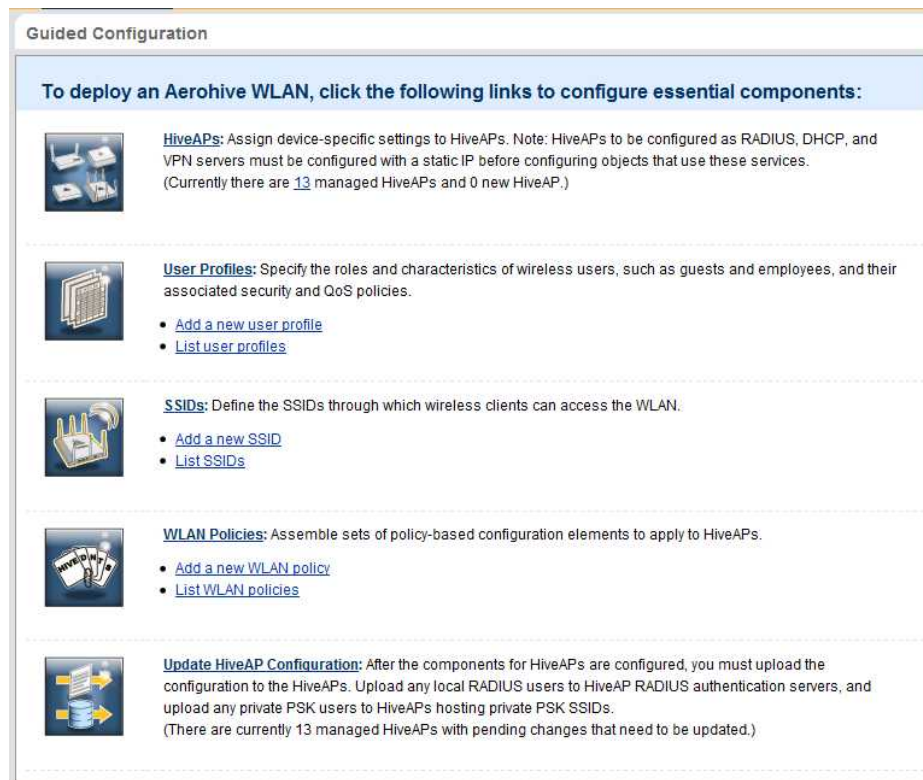 Guided Configuration
To deploy an Aerohive WLAN, click the following links to configure essential components:
HiveAPs: Assign device-specific settings to HiveAPs. Note: HiveAPs to be configured as RADIUS, DHCP, and
VPN servers must be configured with a static IP before configuring objects that use these services.
(Currently there are 13 managed HiveAPs and 0 new HiveAP.)
User Profiles: Specify the roles and characteristics of wireless users, such as guests and employees, and their
associated security and QoS policies.
• Add a new user profile
• List user profiles
SSIDs: Define the SSIDs through which wireless clients can access the WLAN.
• Add a new SSID
• List SSIDs
HIVE D N T S
WLAN Policies: Assemble sets of policy-based configuration elements to apply to HiveAPs.
• Add a new WLAN policy
• List WLAN policies
Update HiveAP Configuration: After the components for HiveAPs are configured, you must upload the
configuration to the HiveAPs. Upload any local RADIUS users to HiveAP RADIUS authentication servers, and
upload any private PSK users to HiveAPs hosting private PSK SSIDs.
(There are currently 13 managed HiveAPs with pending changes that need to be updated.)